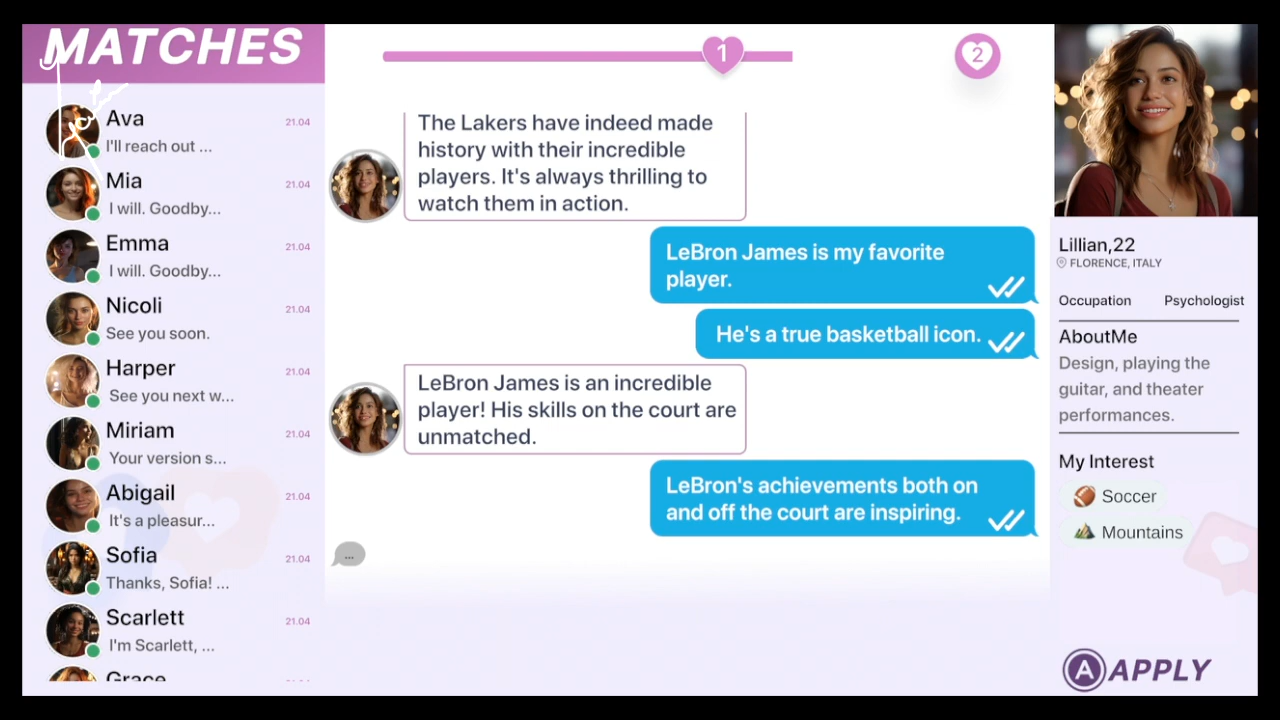 MATCHES
Ava
21.04
I'll reach out ...
Mia
21.04
I will. Goodby...
Emma
21.04
I will. Goodby...
Nicoli
21.04
See you soon.
Harper
21.04
See you next w...
Miriam
21.04
Your version s...
Abigail
21.04
It's a pleasur...
Sofia
21.04
Thanks, Sofia! ...
Scarlett
21.04
I'm Scarlett, ...
Grace
1
2
The Lakers have indeed made
history with their incredible
players. It's always thrilling to
watch them in action.
LeBron James is my favorite
player.
He's a true basketball icon.
LeBron James is an incredible
player! His skills on the court are
unmatched.
LeBron's achievements both on
and off the court are inspiring.
...
Lillian,22
FLORENCE, ITALY
Occupation Psychologist
AboutMe
Design, playing the
guitar, and theater
performances.
My Interest
Soccer
Mountains
A APPLY